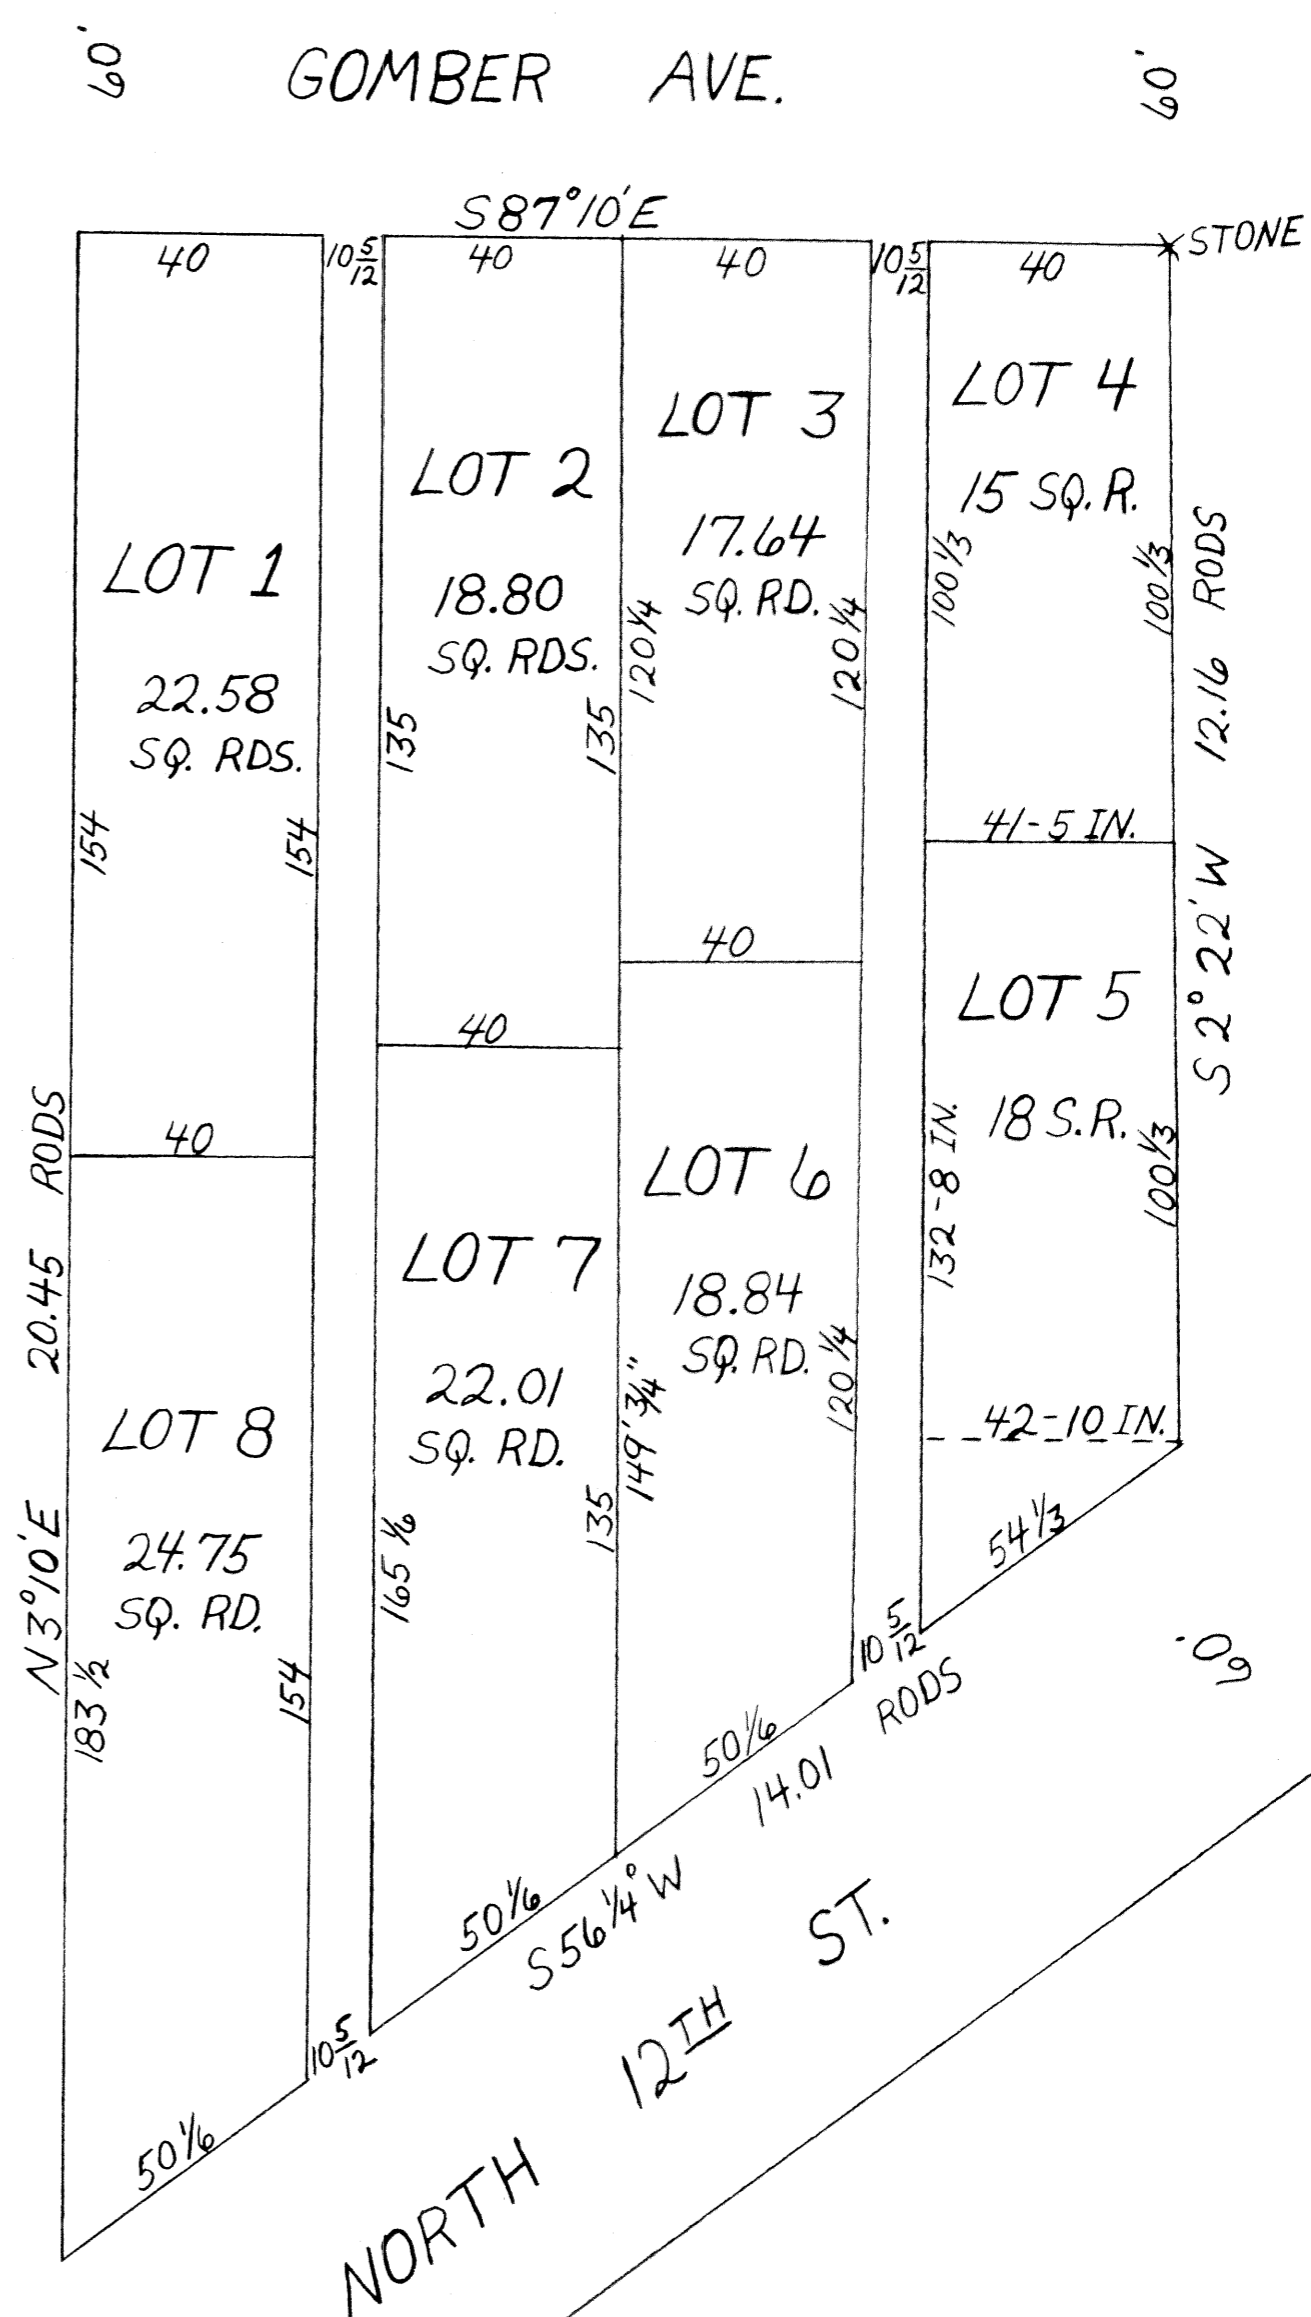 60'
GOMBER AVE.
60'
S 87°10' E
40
10 5/12
40
40
10 5/12
40
STONE
LOT 1
22.58
SQ. RDS.
154
154
40
LOT 2
18.80
SQ. RDS.
135
135
40
LOT 3
17.64
SQ. RD.
120 1/4
120 1/4
40
LOT 4
15 SQ. R.
100 1/3
100 1/3
41-5 IN.
S 2° 22' W 12.16 RODS
LOT 5
18 S.R.
132-8 IN.
100 1/3
42-10 IN.
54 1/3
LOT 6
18.84
SQ. RD.
149' 3/4"
120 1/4
50 1/6
10 5/12
LOT 7
22.01
SQ. RD.
165 1/6
135
50 1/6
LOT 8
24.75
SQ. RD.
183 1/2
154
50 1/6
10 5/12
N 3°10' E 20.45 RODS
S 56 1/4° W 14.01 RODS
60'
NORTH 12TH ST.